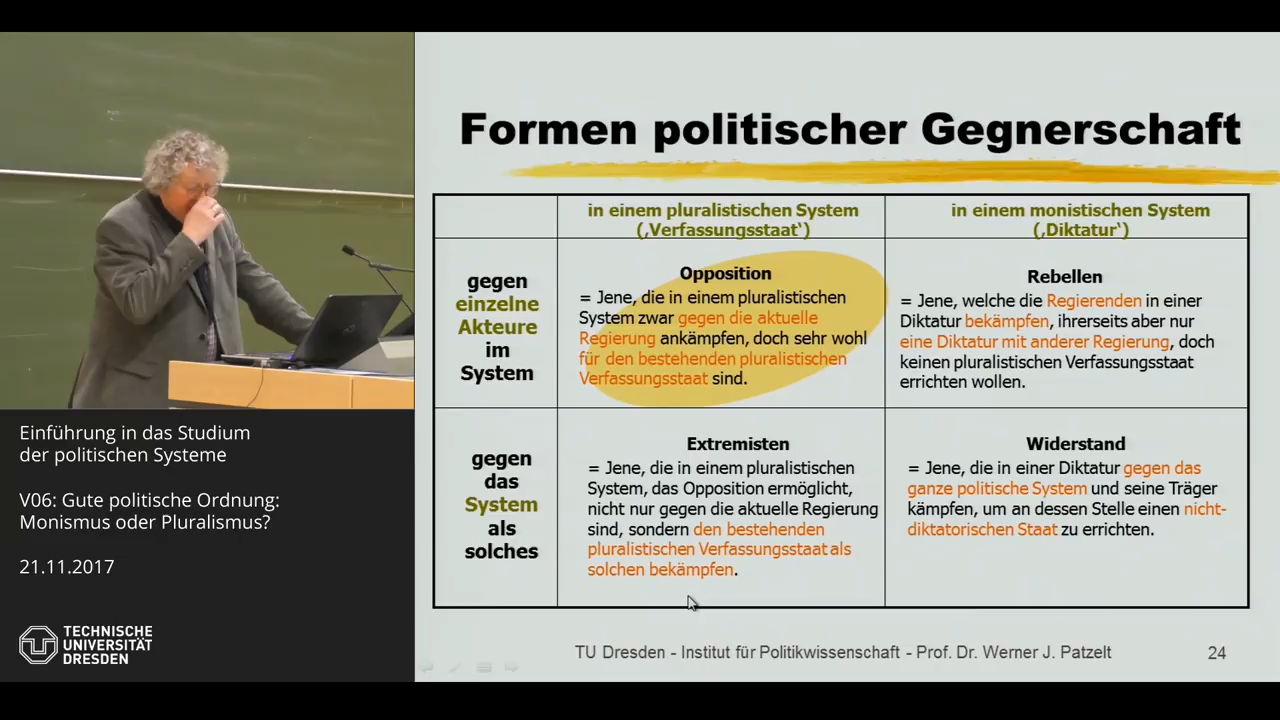 Formen politischer Gegnerschaft
in einem pluralistischen System
(‚Verfassungsstaat‘)
in einem monistischen System
(‚Diktatur‘)
gegen
einzelne
Akteure
im
System
Opposition
= Jene, die in einem pluralistischen
System zwar gegen die aktuelle
Regierung ankämpfen, doch sehr wohl
für den bestehenden pluralistischen
Verfassungsstaat sind.
Rebellen
= Jene, welche die Regierenden in einer
Diktatur bekämpfen, ihrerseits aber nur
eine Diktatur mit anderer Regierung, doch
keinen pluralistischen Verfassungsstaat
errichten wollen.
gegen
das
System
als
solches
Extremisten
= Jene, die in einem pluralistischen
System, das Opposition ermöglicht,
nicht nur gegen die aktuelle Regierung
sind, sondern den bestehenden
pluralistischen Verfassungsstaat als
solchen bekämpfen.
Widerstand
= Jene, die in einer Diktatur gegen das
ganze politische System und seine Träger
kämpfen, um an dessen Stelle einen nicht-
diktatorischen Staat zu errichten.
TU Dresden - Institut für Politikwissenschaft - Prof. Dr. Werner J. Patzelt
24
Einführung in das Studium
der politischen Systeme
V06: Gute politische Ordnung:
Monismus oder Pluralismus?
21.11.2017
TECHNISCHE
UNIVERSITÄT
DRESDEN